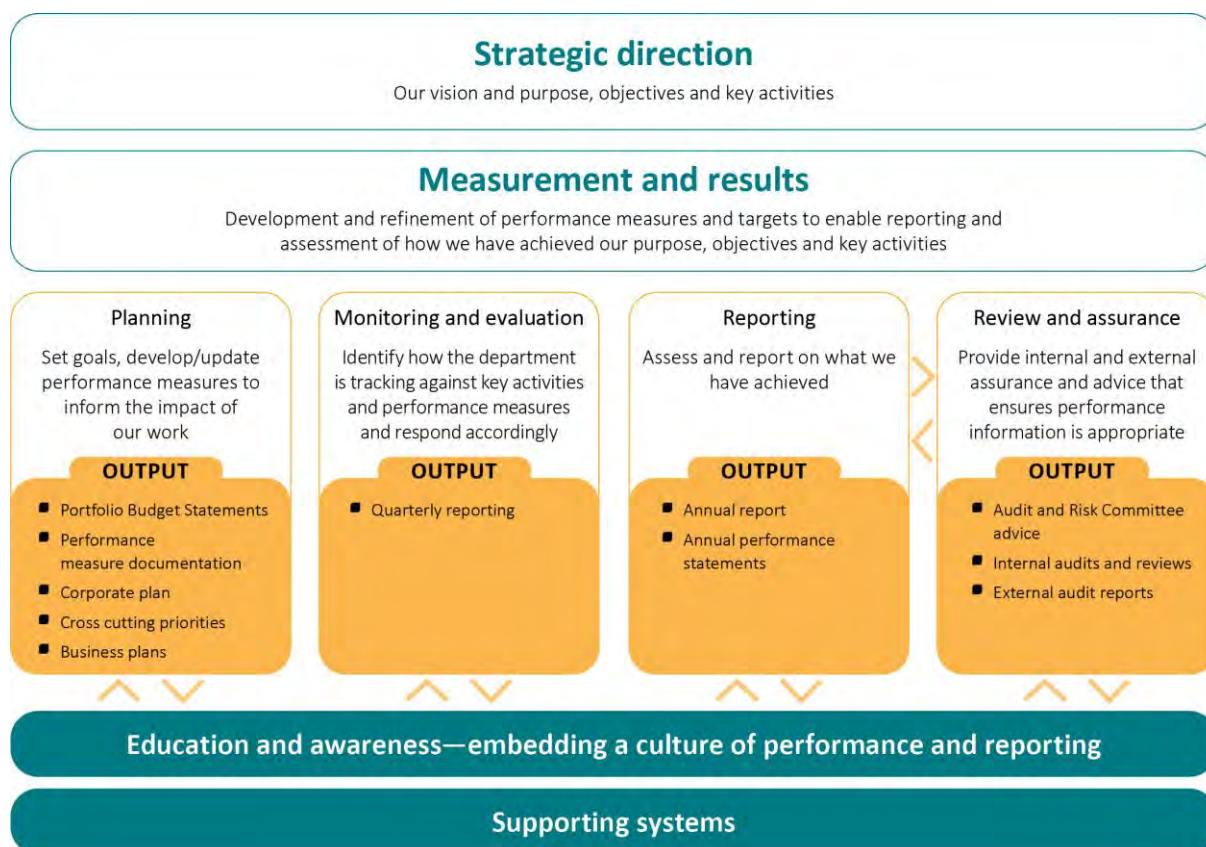 Strategic direction
Our vision and purpose, objectives and key activities
Measurement and results
Development and refinement of performance measures and targets to enable reporting and
assessment of how we have achieved our purpose, objectives and key activities
Planning
Set goals, develop/update
performance measures to
inform the impact of
our work
OUTPUT
Portfolio Budget Statements
Performance
measure documentation
Corporate plan
Cross cutting priorities
Business plans
Monitoring and evaluation
Identify how the department
is tracking against key activities
and performance measures
and respond accordingly
OUTPUT
Quarterly reporting
Reporting
Assess and report on what we
have achieved
OUTPUT
Annual report
Annual performance
statements
Review and assurance
Provide internal and external
assurance and advice that
ensures performance
information is appropriate
OUTPUT
Audit and Risk Committee
advice
Internal audits and reviews
External audit reports
Education and awareness—embedding a culture of performance and reporting
Supporting systems